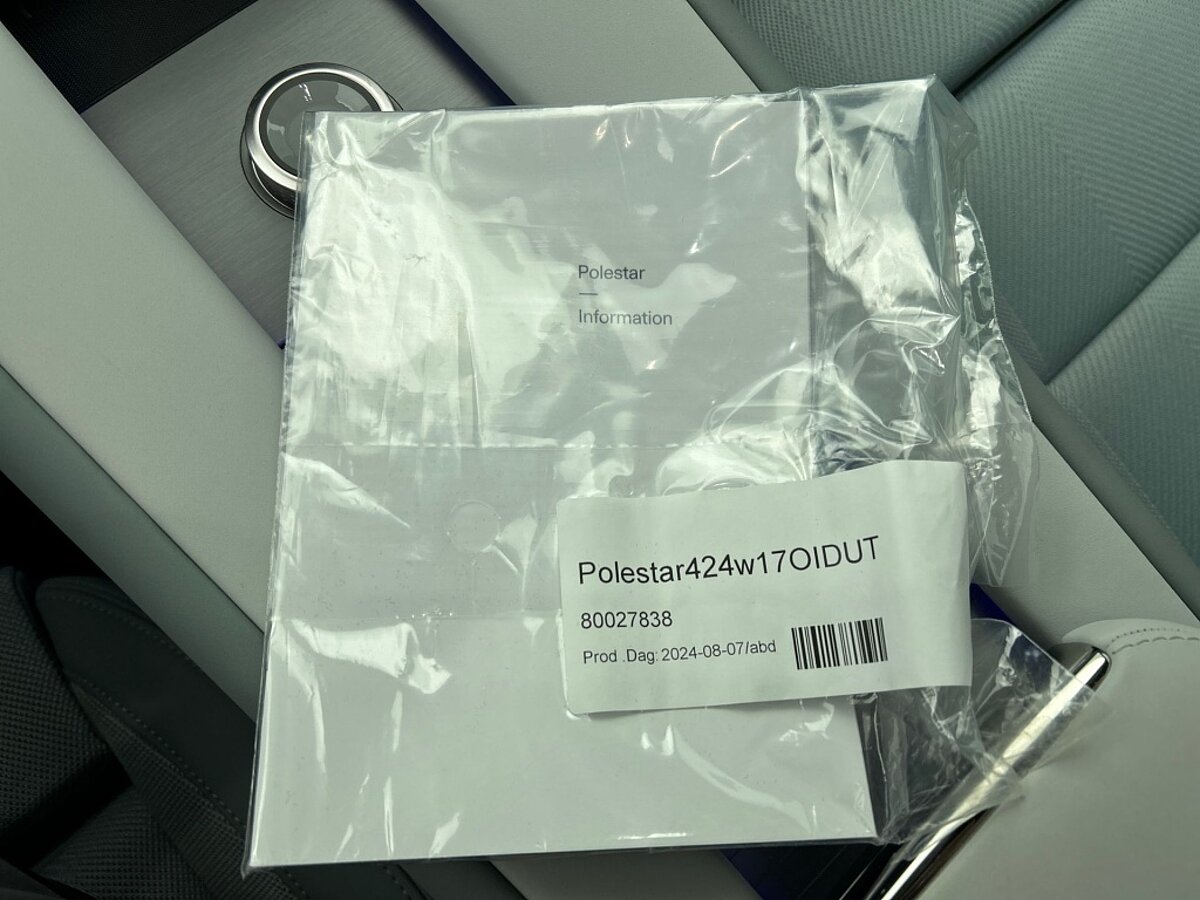 Polestar
—
Information
Polestar424w17OIDUT
80027838
Prod .Dag: 2024-08-07/abd